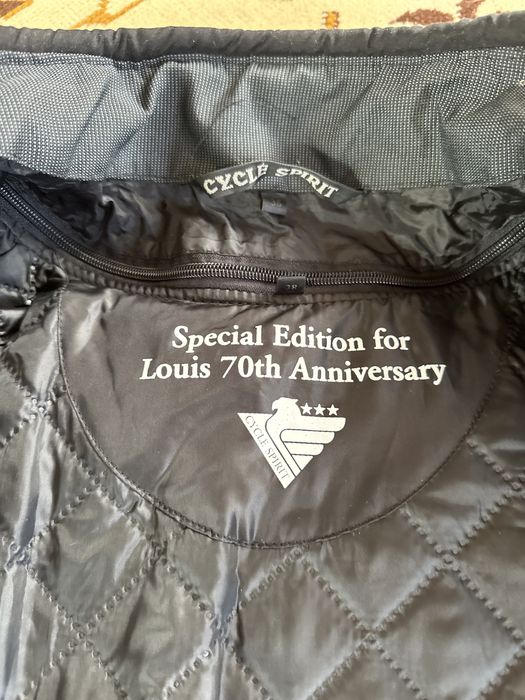 CYCLE SPIRIT
Special Edition for
Louis 70th Anniversary
CYCLE SPIRIT